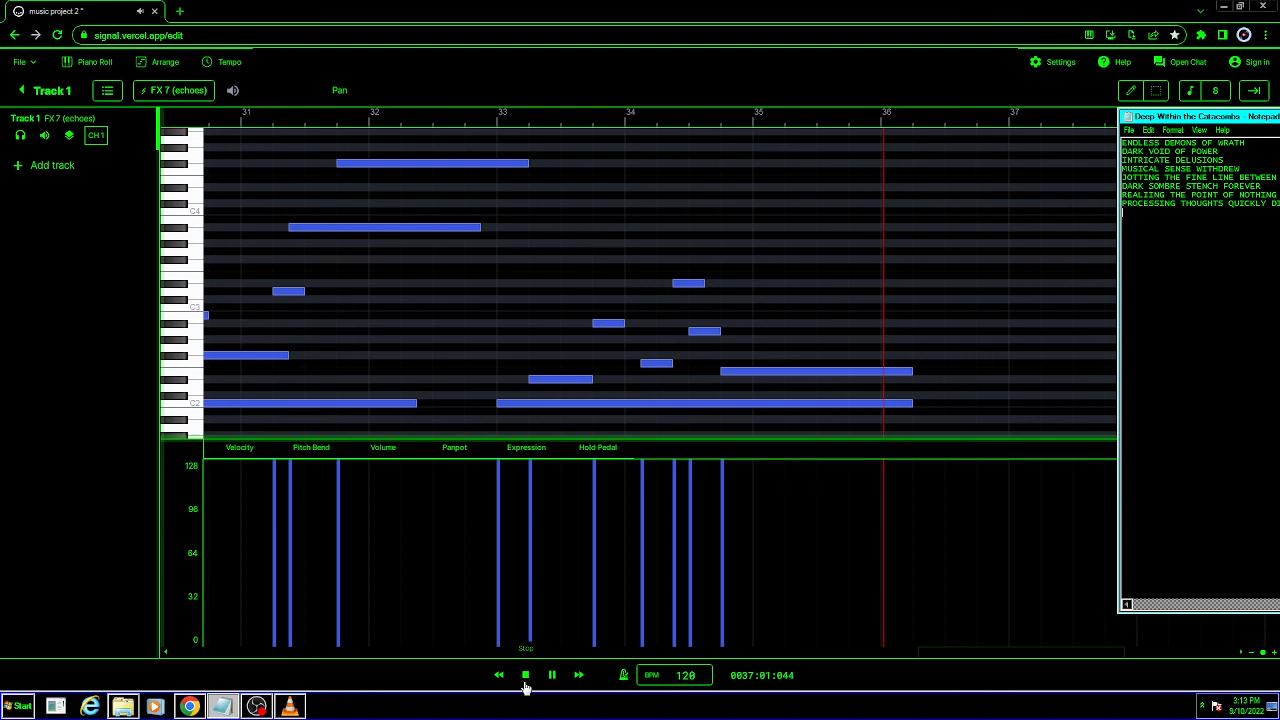 music project 2 *
signal.vercel.app/edit
File
Piano Roll
Arrange
Tempo
Settings
Help
Open Chat
Sign in
Track 1
FX 7 (echoes)
Pan
8
Track 1 FX 7 (echoes)
CH 1
Add track
31 32 33 34 35 36 37
C4
C3
C2
Deep Within the Catacombs - Notepad
File Edit Format View Help
ENDLESS DEMONS OF WRATH
DARK VOID OF POWER
INTRICATE DELUSIONS
MUSICAL SENSE WITHDREW
JOTTING THE FINE LINE BETWEEN
DARK SOMBRE STENCH FOREVER
REALIING THE POINT OF NOTHING
PROCESSING THOUGHTS QUICKLY DI
Velocity Pitch Bend Volume Panpot Expression Hold Pedal
128
96
64
32
0
Stop
BPM 120
0037:01:044
Start
3:13 PM
9/10/2022